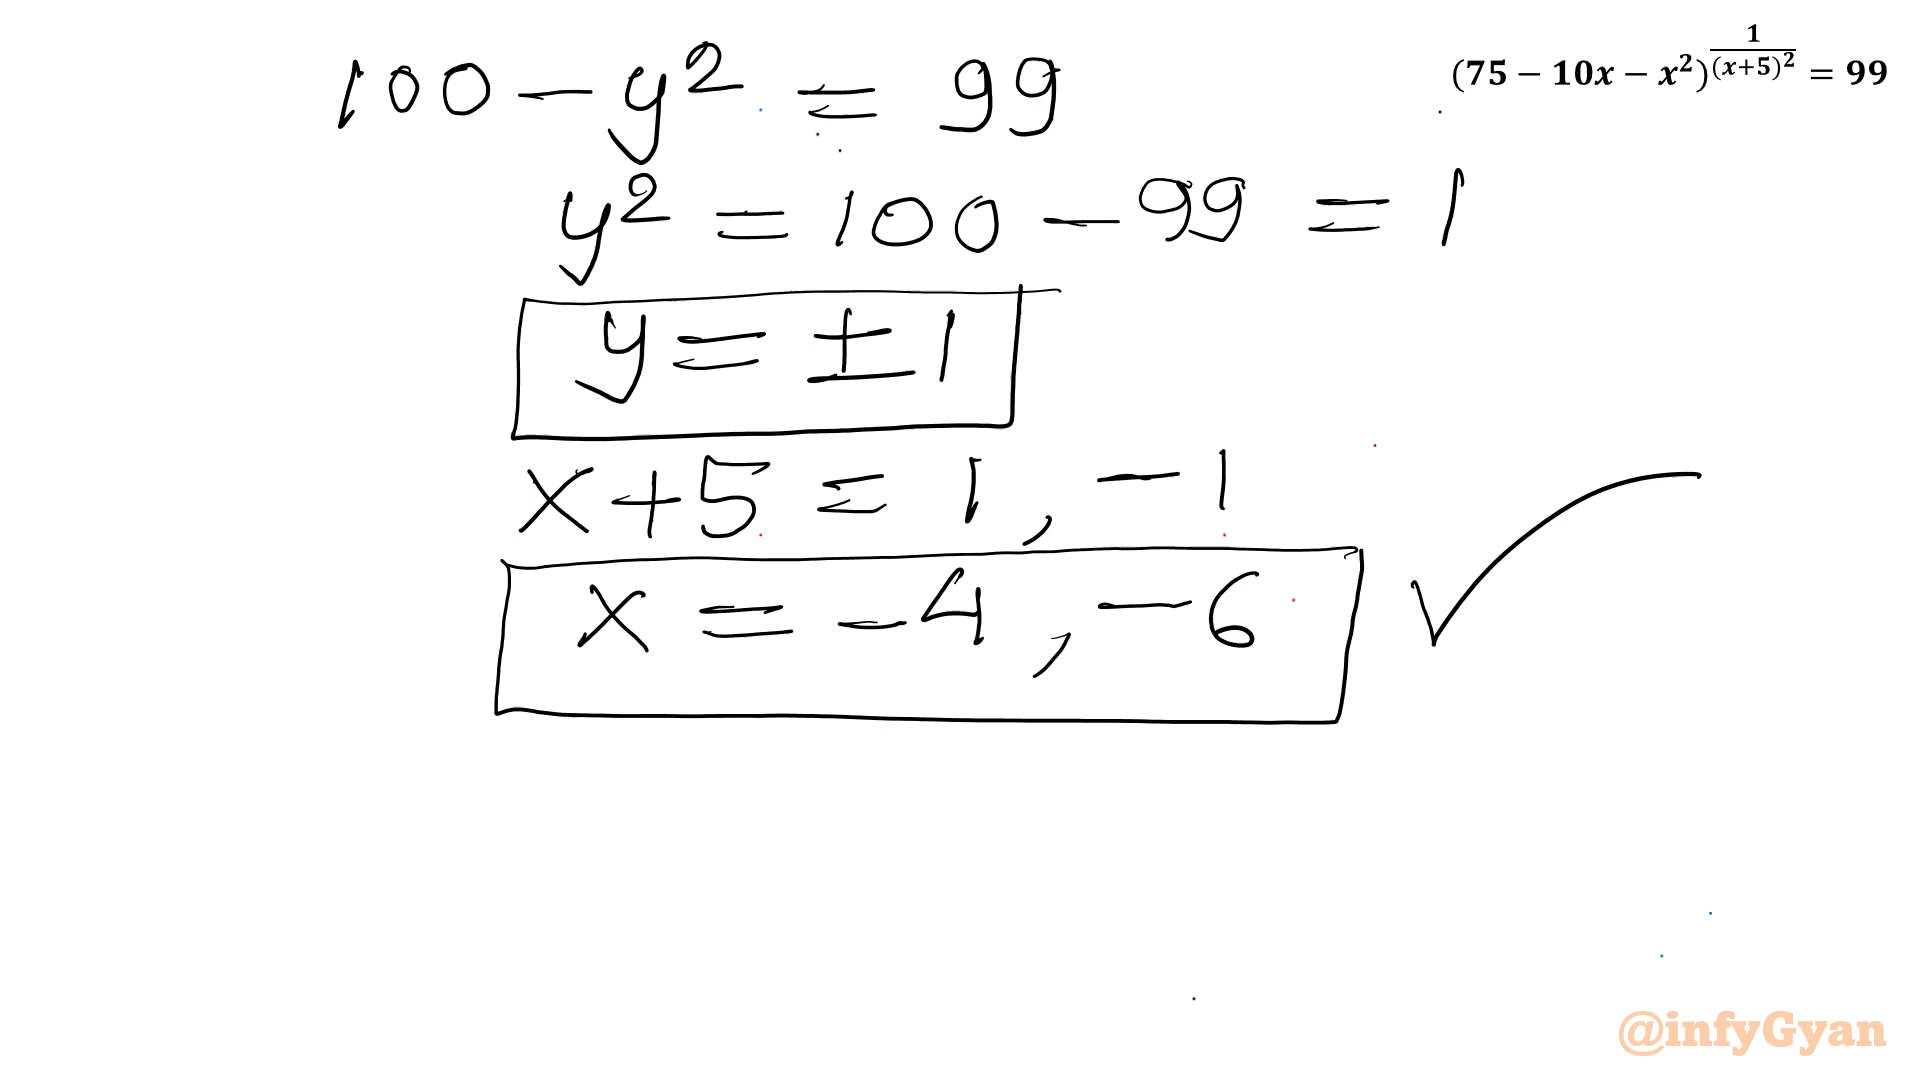 (75 − 10x − x²)^(1/(x+5)²) = 99
100 − y² = 99
y² = 100 − 99 = 1
y = ±1
x + 5 = 1, −1
x = −4, −6
@infyGyan